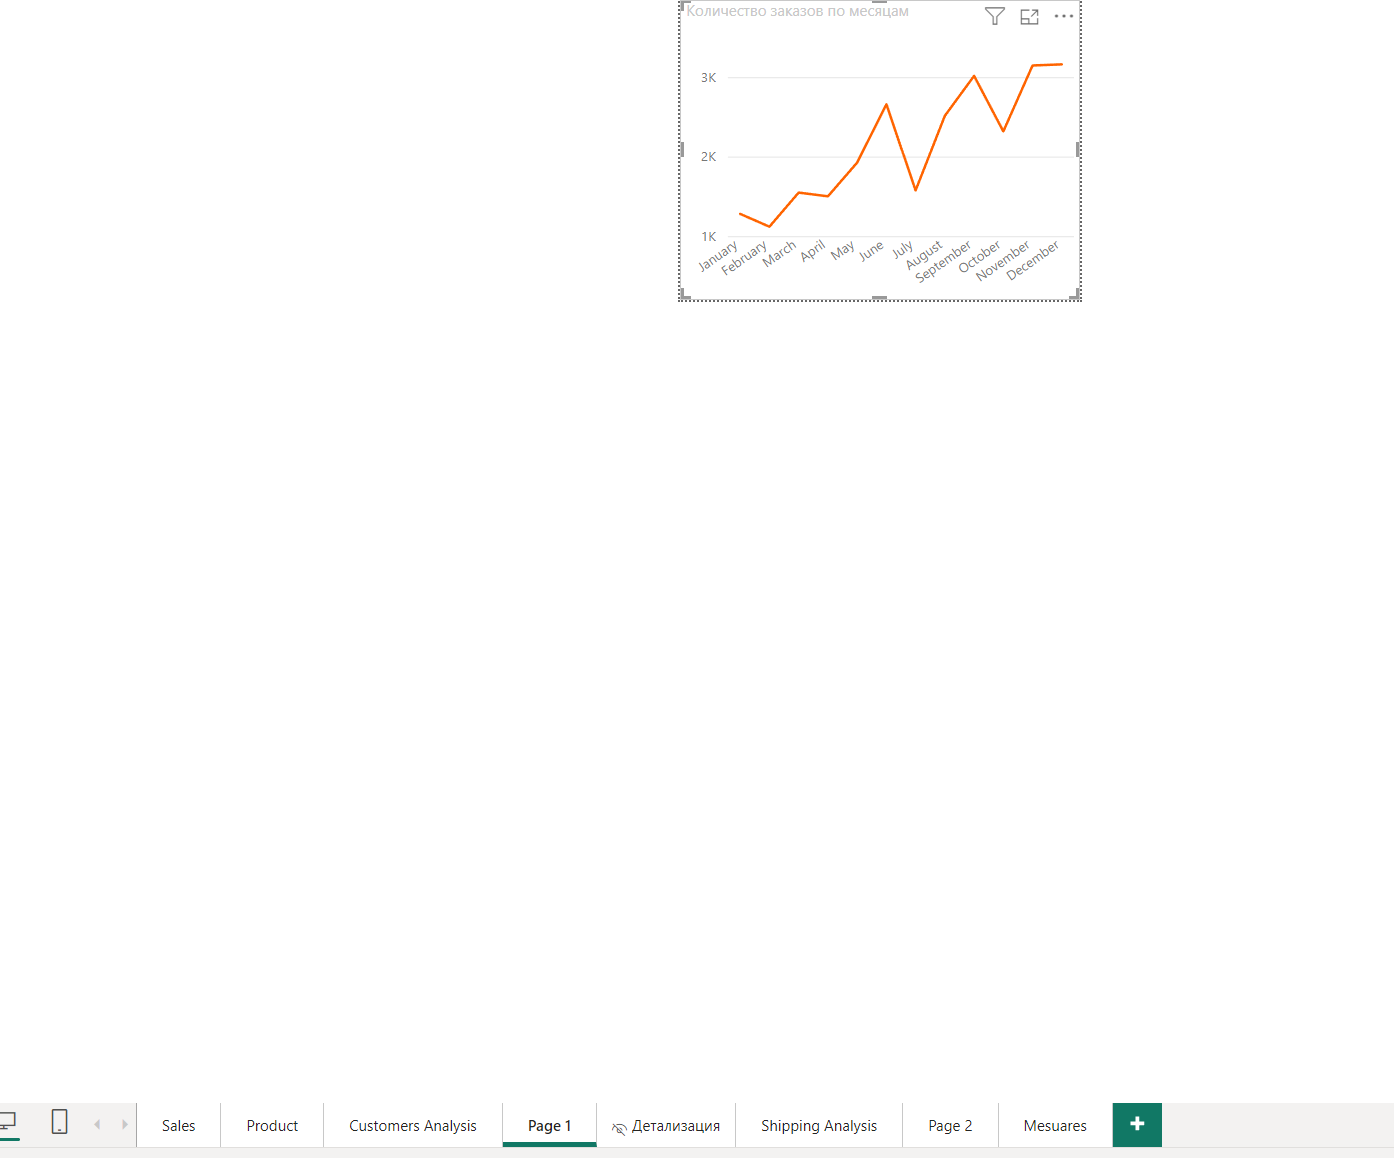 Количество заказов по месяцам
3K
2K
1K
January
February
March
April
May
June
July
August
September
October
November
December
Sales
Product
Customers Analysis
Page 1
Детализация
Shipping Analysis
Page 2
Mesuares